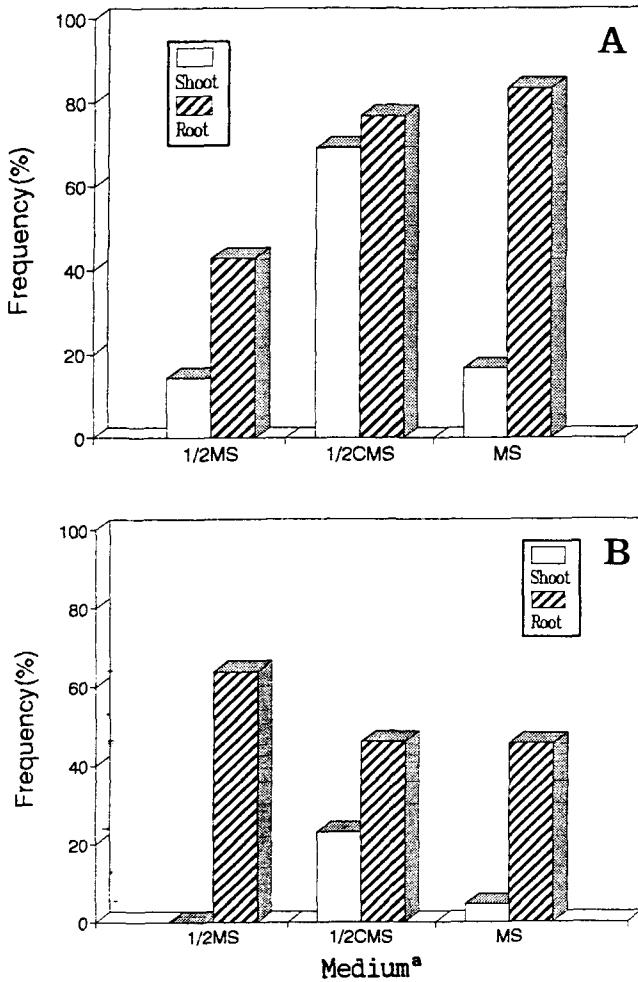 A
Shoot
Root
Frequency(%)
100
80
60
40
20
0
1/2MS 1/2CMS MS
B
Shoot
Root
Frequency(%)
100
80
60
40
20
0
1/2MS 1/2CMS MS
Medium^a